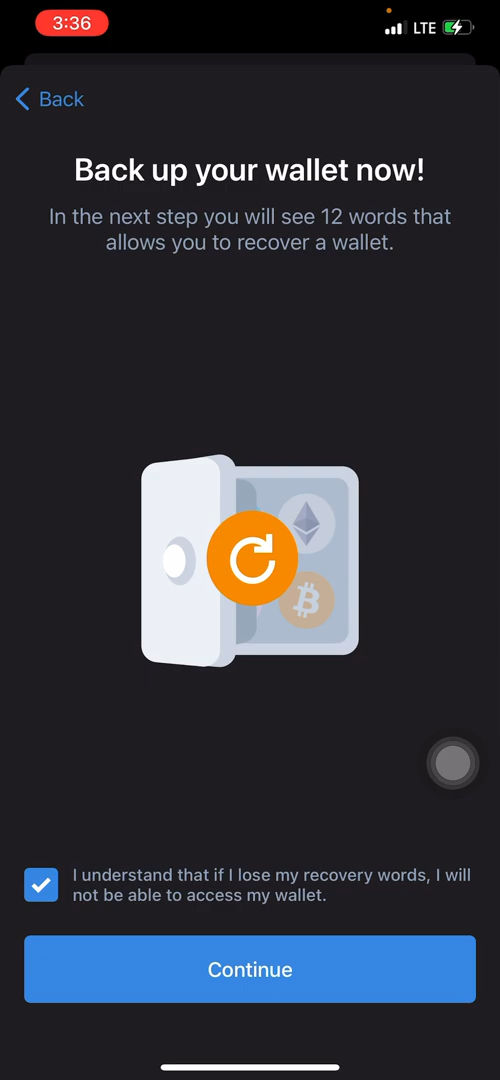 3:36
LTE
Back
Back up your wallet now!
In the next step you will see 12 words that
allows you to recover a wallet.
I understand that if I lose my recovery words, I will
not be able to access my wallet.
Continue